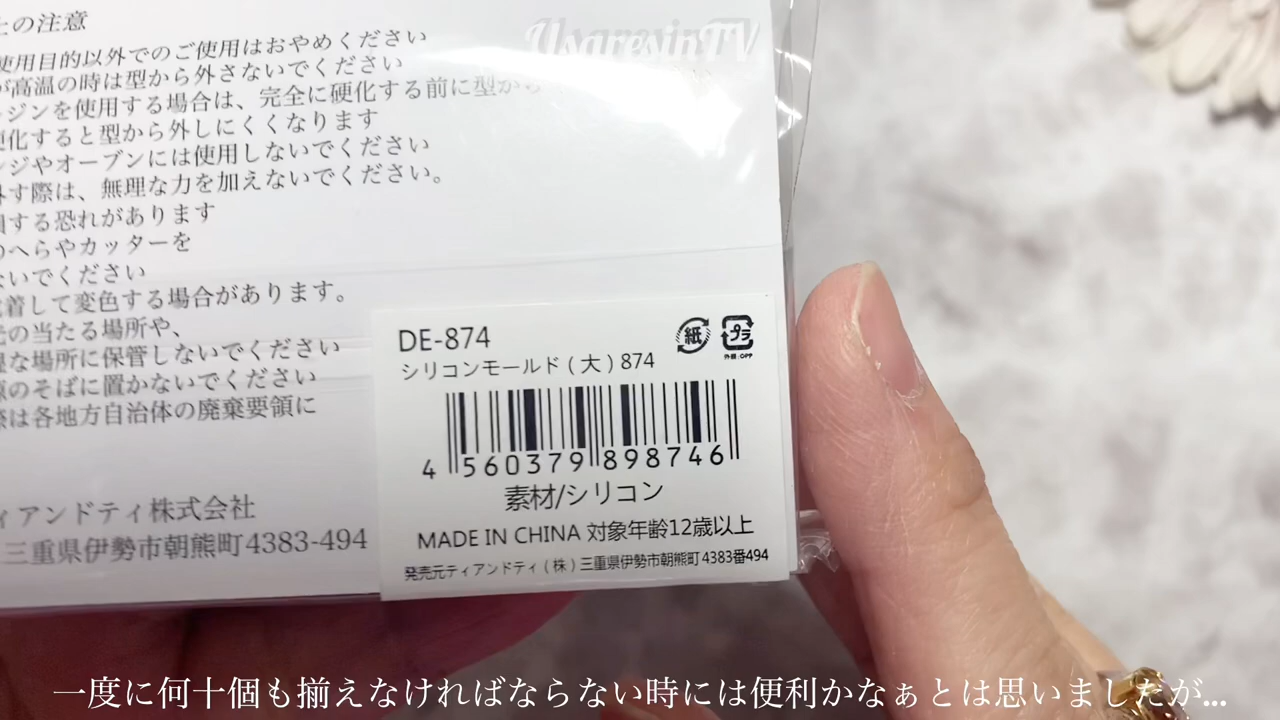 UsaresinTV
上の注意
使用目的以外でのご使用はおやめください
が高温の時は型から外さないでください
ジンを使用する場合は、完全に硬化する前に型から
硬化すると型から外しにくくなります
ジやオーブンには使用しないでください
外す際は、無理な力を加えないでください。
する恐れがあります
のへらやカッターを
ないでください
着して変色する場合があります。
の当たる場所や、
な場所に保管しないでください
のそばに置かないでください
際は各地方自治体の廃棄要領に
ィアンドティ株式会社
三重県伊勢市朝熊町4383-494
DE-874
紙
プラ
外装:OPP
シリコンモールド(大)874
4 560379 898746
素材/シリコン
MADE IN CHINA 対象年齢12歳以上
発売元ティアンドティ(株)三重県伊勢市朝熊町4383番494
一度に何十個も揃えなければならない時には便利かなぁとは思いましたが...